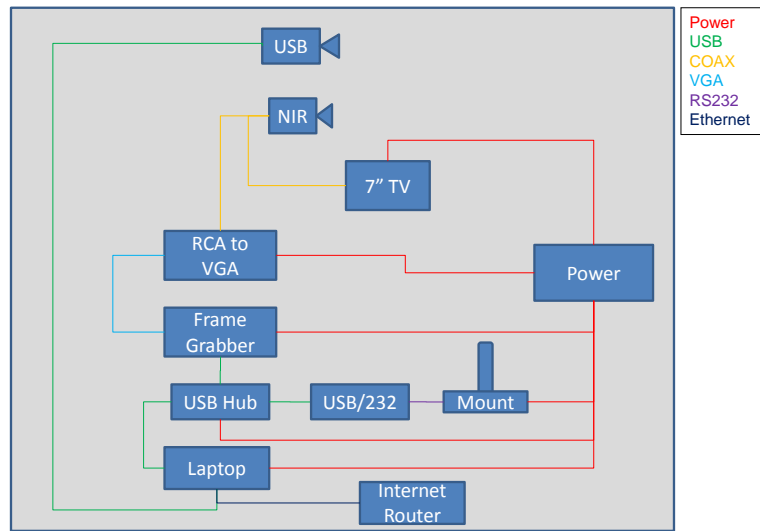 USB
NIR
7” TV
RCA to
VGA
Power
Frame
Grabber
USB Hub
USB/232
Mount
Laptop
Internet
Router
Power
USB
COAX
VGA
RS232
Ethernet